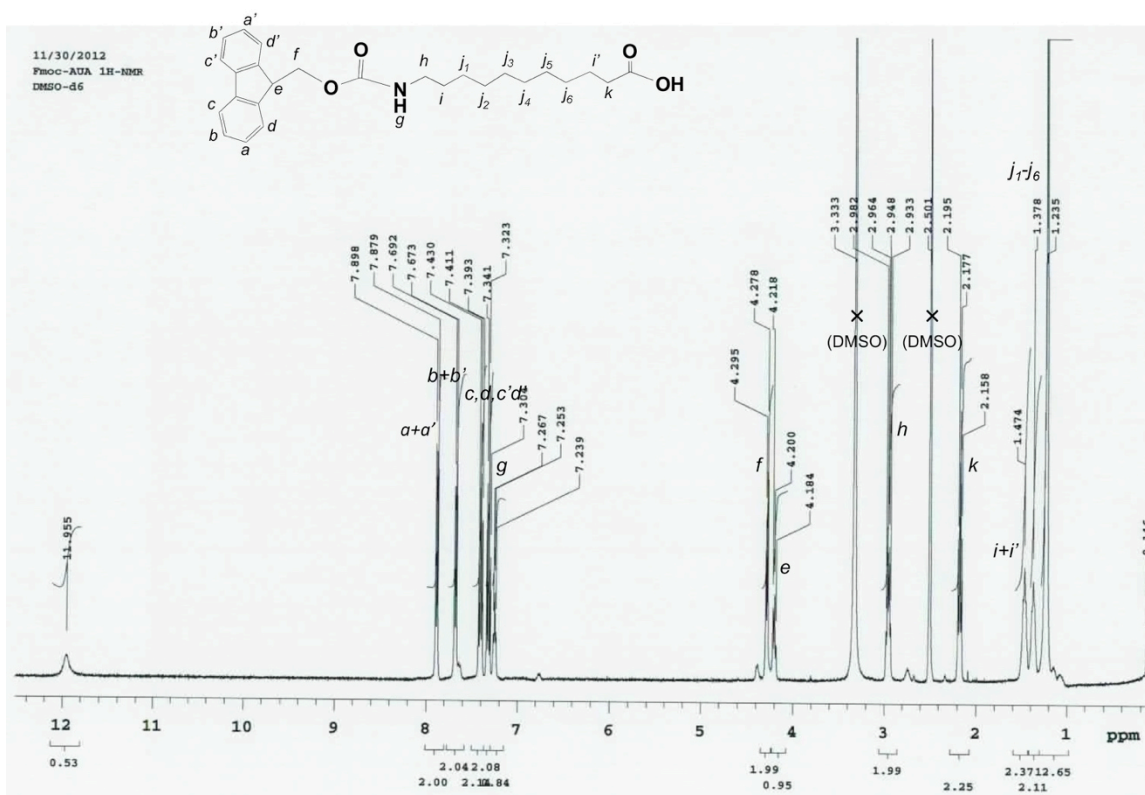 11/30/2012
Fmoc-AUA 1H-NMR
DMSO-d6
a'
b'
d'
c'
f
e
c
d
b
a
O
O
N
H
g
h
i
j1
j2
j3
j4
j5
j6
i'
k
O
OH
11.955
7.898
7.879
7.692
7.673
7.430
7.411
7.393
7.341
7.323
7.267
7.253
7.239
4.295
4.278
4.218
4.200
4.184
3.333
2.982
2.964
2.948
2.933
2.501
2.195
2.177
2.158
1.474
1.378
1.235
a+a'
b+b'
c,d,c'd'
g
f
e
×
(DMSO)
h
×
(DMSO)
k
i+i'
j1-j6
12 11 10 9 8 7 6 5 4 3 2 1 ppm
0.53
2.00
2.04
2.08
1.99
0.95
1.99
2.25
2.37
12.65
2.11